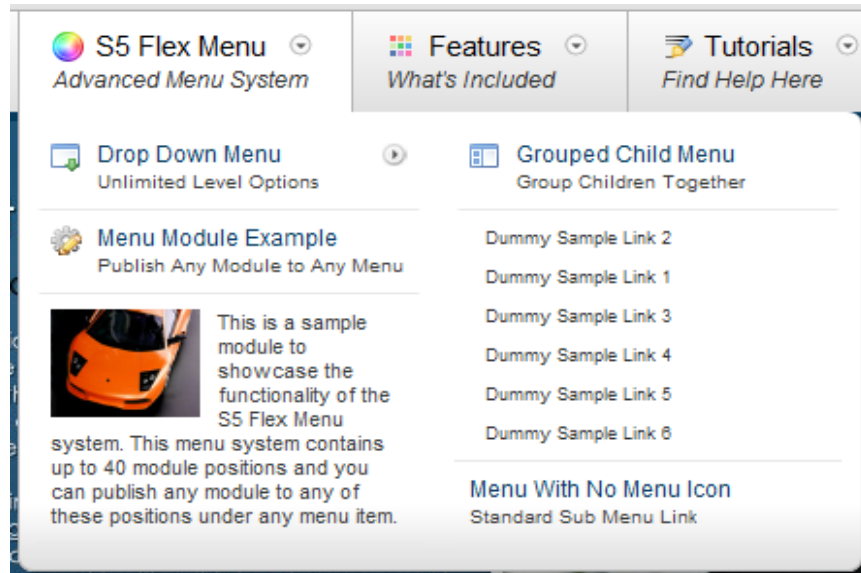 S5 Flex Menu
Advanced Menu System
Features
What's Included
Tutorials
Find Help Here
Drop Down Menu
Unlimited Level Options
Menu Module Example
Publish Any Module to Any Menu
This is a sample
module to
showcase the
functionality of the
S5 Flex Menu
system. This menu system contains
up to 40 module positions and you
can publish any module to any of
these positions under any menu item.
Grouped Child Menu
Group Children Together
Dummy Sample Link 2
Dummy Sample Link 1
Dummy Sample Link 3
Dummy Sample Link 4
Dummy Sample Link 5
Dummy Sample Link 6
Menu With No Menu Icon
Standard Sub Menu Link